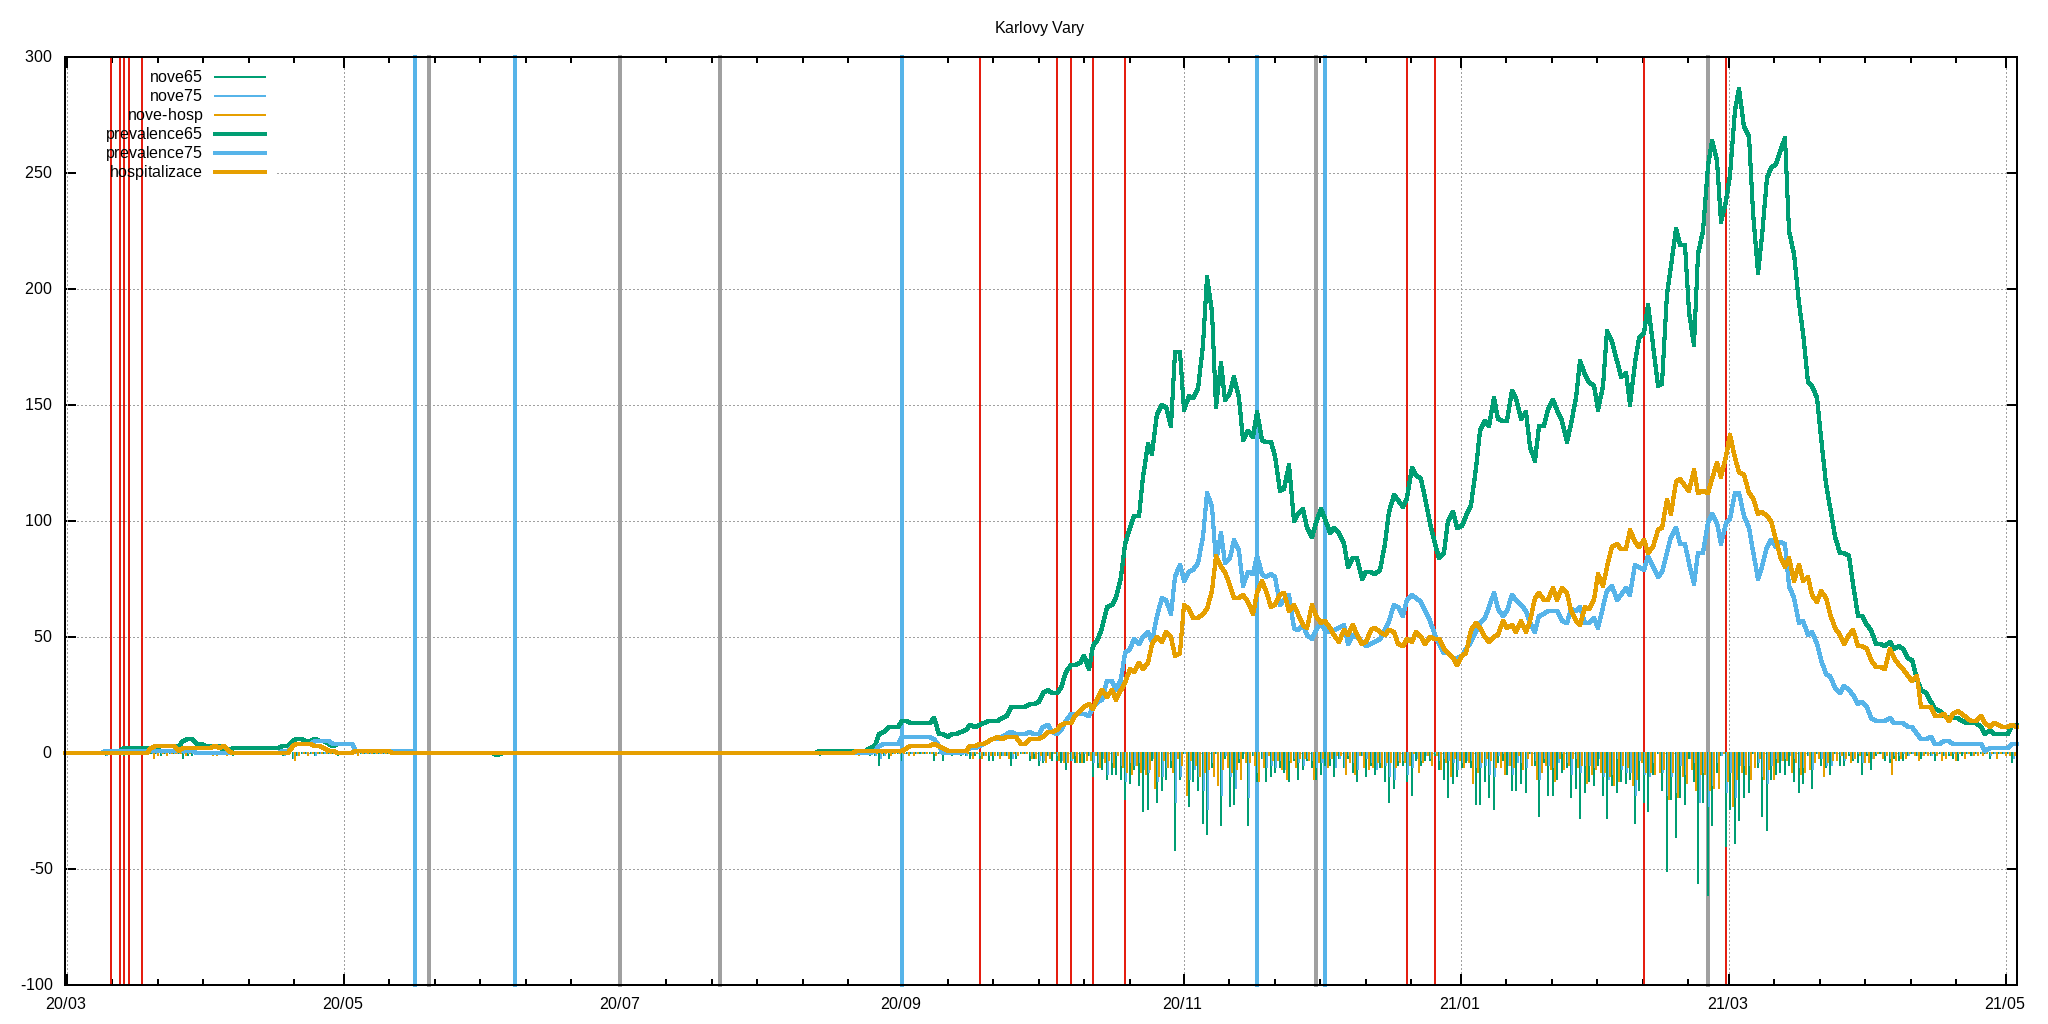 Karlovy Vary
300
250
200
150
100
50
0
-50
-100
nove65
nove75
nove-hosp
prevalence65
prevalence75
hospitalizace
20/03 20/05 20/07 20/09 20/11 21/01 21/03 21/05